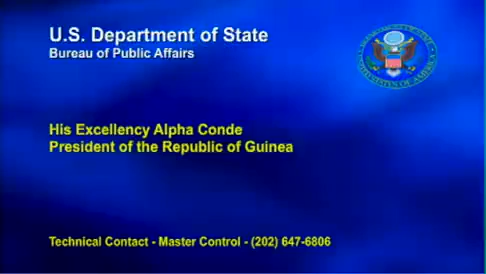 U.S. Department of State
Bureau of Public Affairs
His Excellency Alpha Conde
President of the Republic of Guinea
Technical Contact - Master Control - (202) 647-6806